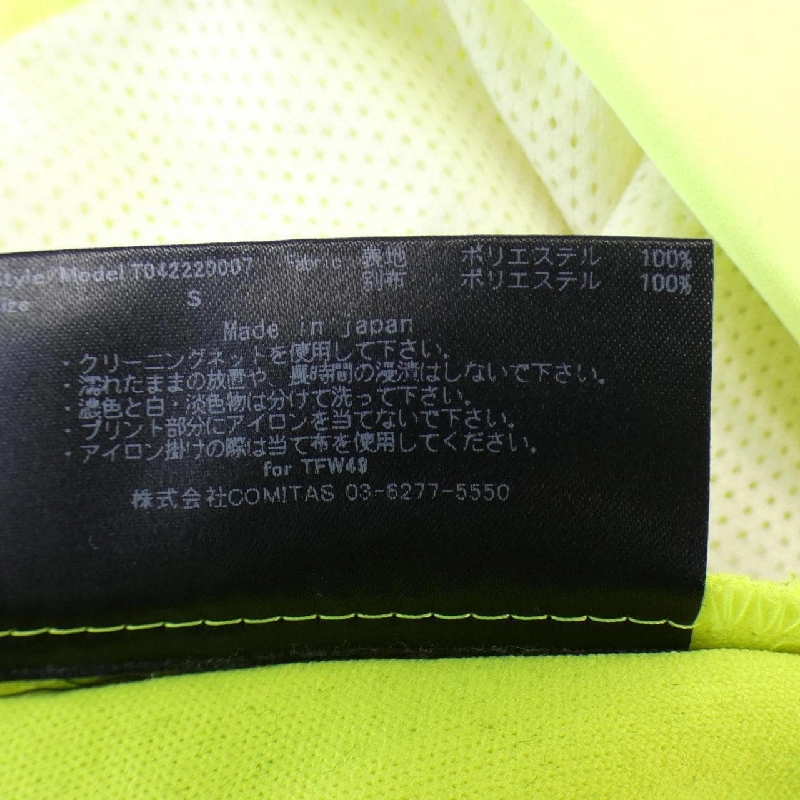 Style/Model T042220007 Fabric 表地 ポリエステル 100%
Size S 別布 ポリエステル 100%
Made in Japan
・クリーニングネットを使用して下さい。
・濡れたままの放置や、長時間の浸漬はしないで下さい。
・濃色と白・淡色物は分けて洗って下さい。
・プリント部分にアイロンを当てないで下さい。
・アイロン掛けの際は当て布を使用してください。
for TFW49
株式会社COMITAS 03-6277-5550